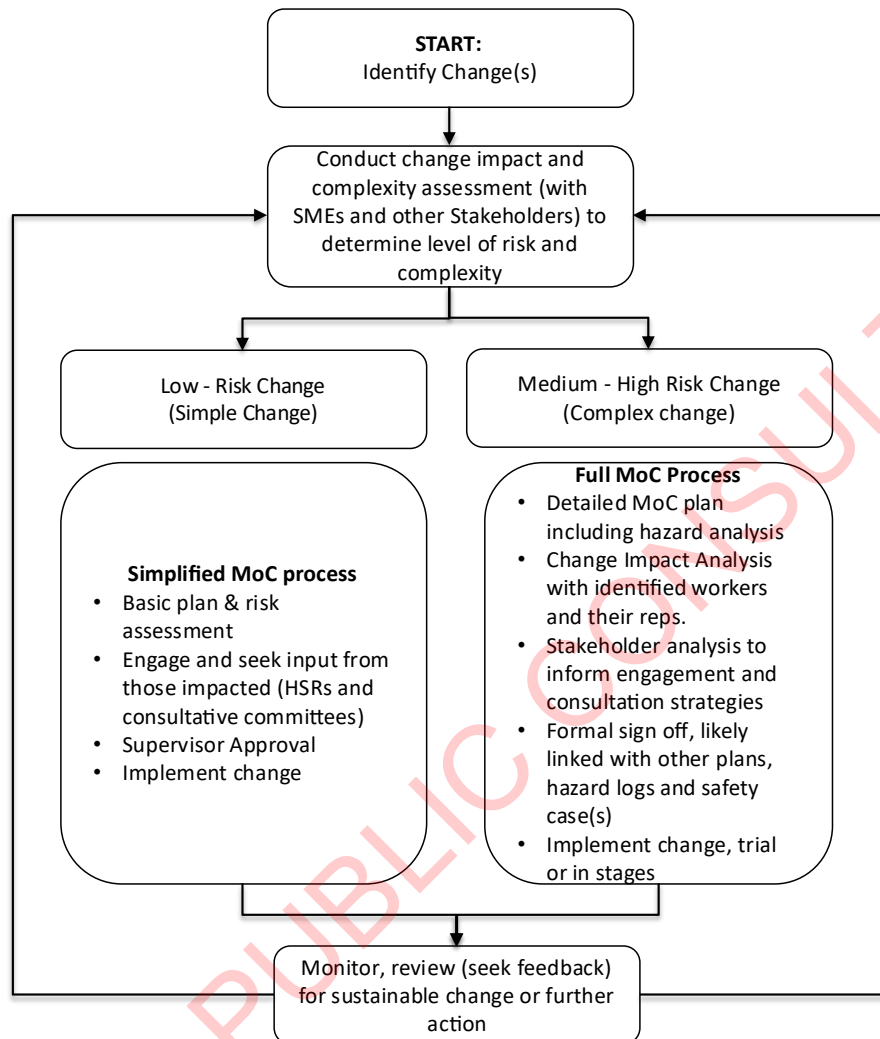 START:
Identify Change(s)
Conduct change impact and
complexity assessment (with
SMEs and other Stakeholders) to
determine level of risk and
complexity
Low - Risk Change
(Simple Change)
Medium - High Risk Change
(Complex change)
Simplified MoC process
• Basic plan & risk
assessment
• Engage and seek input from
those impacted (HSRs and
consultative committees)
• Supervisor Approval
• Implement change
Full MoC Process
• Detailed MoC plan
including hazard analysis
• Change Impact Analysis
with identified workers
and their reps.
• Stakeholder analysis to
inform engagement and
consultation strategies
• Formal sign off, likely
linked with other plans,
hazard logs and safety
case(s)
• Implement change, trial
or in stages
Monitor, review (seek feedback)
for sustainable change or further
action
PUBLIC CONSULT